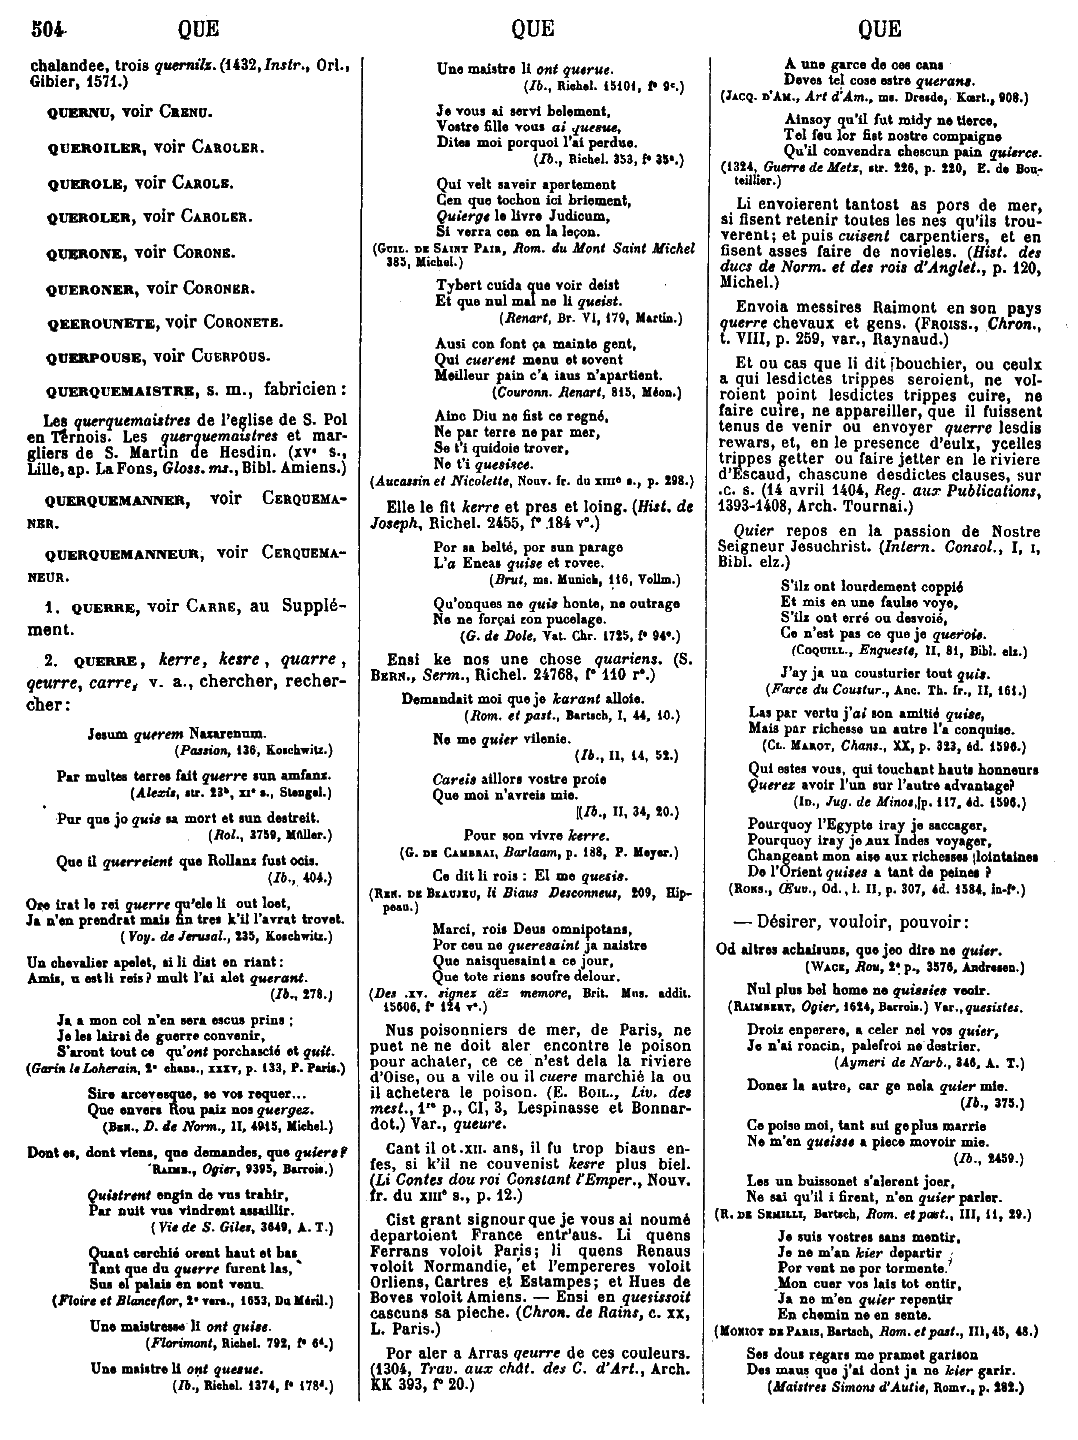 504 QUE QUE QUE
chalandee, trois quernilz. (1432, Instr., Orl.,
Gibier, 1571.)
QUERNU, voir CRENU.
QUEROILER, voir CAROLER.
QUEROLE, voir CAROLE.
QUEROLER, voir CAROLER.
QUERONE, voir CORONE.
QUERONER, voir CORONER.
QEEROUNETE, voir CORONETE.
QUERPOUSE, voir CUERPOUS.
QUERQUEMAISTRE, s. m., fabricien :
Les querquemaistres de l'eglise de S. Pol
en Ternois. Les querquemaistres et mar-
gliers de S. Martin de Hesdin. (XVᵉ s.,
Lille, ap. La Fons, Gloss. ms., Bibl. Amiens.)
QUERQUEMANNER, voir CERQUEMA-
NER.
QUERQUEMANNEUR, voir CERQUEMA-
NEUR.
1. QUERRE, voir CARRE, au Supplé-
ment.
2. QUERRE, kerre, kesre, quarre,
qeurre, carre, v. a., chercher, recher-
cher :
Jesum querem Nazarenum.
(Passion, 136, Koschwitz.)
Par multes terres fait querre sun amfant.
(Alexis, str. 23ᵇ, XIᵉ s., Stengel.)
Pur que jo quis sa mort et sun destreit.
(Rol., 3759, Müller.)
Que il querreient que Rollanz fust ocis.
(Ib., 404.)
Ore irat le rei querre qu'ele li out loet,
Ja n'en prendrat mais fin tres k'il l'avrat trovet.
(Voy. de Jerusal., 235, Koschwitz.)
Un chevalier apelet, si li dist en riant :
Amis, u est li reis? mult l'ai alet querant.
(Ib., 278.)
Ja a mon col n'en sera escus prins ;
Je les lairai de guerre convenir,
S'aront tout ce qu'ont porchascié et quit.
(Garin le Loherain, 2ᵉ chans., XXXV, p. 133, P. Paris.)
Sire arcevesque, se vos requer...
Que envers Rou paiz nos quergez.
(BEN., D. de Norm., II, 4915, Michel.)
Dont es, dont viens, que demandes, que quiers?
RAIMB., Ogier, 9395, Barrois.)
Quistrent engin de vus trahir,
Par nuit vus vindrent assaillir.
(Vie de S. Giles, 3649, A. T.)
Quant cerchié orent haut et bas
Tant que du querre furent las,
Sus el palais en sont venu.
(Floire et Blanceflor, 2ᵉ vers., 1653, Du Méril.)
Une maistresse li ont quise.
(Florimont, Richel. 792, fº 6ᵈ.)
Une maistre li ont quesue.
(Ib., Richel. 1374, fº 178ᵈ.)
Une maistre li ont querue.
(Ib., Richel. 15101, fº 9ᶜ.)
Je vous ai servi belement,
Vostre fille vous ai quesue,
Dites moi porquoi l'ai perdue.
(Ib., Richel. 353, fº 35ᵃ.)
Qui velt saveir apertement
Cen que tochon ici briement,
Quierge le livre Judicum,
Si verra cen en la leçon.
(GUIL. DE SAINT PAIR, Rom. du Mont Saint Michel
385, Michel.)
Tybert cuida que voir deist
Et que nul mal ne li queist.
(Renart, Br. VI, 179, Martin.)
Ausi con font ça mainte gent,
Qui cuerent menu et sovent
Meilleur pain c'a iaus n'apartient.
(Couronn. Renart, 815, Méon.)
Ainc Diu ne fist ce regné,
Ne par terre ne par mer,
Se t'i quidoie trover,
Ne t'i quesisce.
(Aucassin et Nicolette, Nouv. fr. du XIIIᵉ s., p. 298.)
Elle le fit kerre et pres et loing. (Hist. de
Joseph, Richel. 2455, fº 184 vº.)
Por sa belté, por sun parage
L'a Eneas quise et rovee.
(Brut, ms. Munich, 116, Vollm.)
Qu'onques ne quis honte, ne outrage
Ne ne forçai son pucelage.
(G. de Dole, Vat. Chr. 1725, fº 94ᵃ.)
Ensi ke nos une chose quariens. (S.
BERN., Serm., Richel. 24768, fº 110 rº.)
Demandait moi que je karant alloie.
(Rom. et past., Bartsch, I, 44, 10.)
Ne me quier vilenie.
(Ib., II, 14, 52.)
Careis aillors vostre proie
Que moi n'avreis mie.
(Ib., II, 34, 20.)
Pour son vivre kerre.
(G. DE CAMBRAI, Barlaam, p. 188, P. Meyer.)
Ce dit li rois : El me quesis.
(REN. DE BEAUJEU, li Biaus Desconneus, 209, Hip-
peau.)
Marci, rois Deus omnipotans,
Por ceu ne queresaint ja naistre
Que naisquesaint a ce jour,
Que tote riens soufre delour.
(Des .XV. signez aëz memore, Brit. Mus. addit.
15606, fº 124 vº.)
Nus poisonniers de mer, de Paris, ne
puet ne ne doit aler encontre le poison
pour achater, ce ce n'est dela la riviere
d'Oise, ou a vile ou il cuere marchié la ou
il achetera le poison. (E. BOIL., Liv. des
mest., 1ʳᵉ p., CI, 3, Lespinasse et Bonnar-
dot.) Var., queure.
Cant il ot .XII. ans, il fu trop biaus en-
fes, si k'il ne couvenist kesre plus biel.
(Li Contes dou roi Constant l'Emper., Nouv.
fr. du XIIIᵉ s., p. 12.)
Cist grant signour que je vous ai noumé
departoient France entr'aus. Li quens
Ferrans voloit Paris; li quens Renaus
voloit Normandie, et l'empereres voloit
Orliens, Cartres et Estampes; et Hues de
Boves voloit Amiens. — Ensi en quesissoit
cascuns sa pieche. (Chron. de Rains, c. XX,
L. Paris.)
Por aler a Arras qeurre de ces couleurs.
(1304, Trav. aux chât. des C. d'Art., Arch.
KK 393, fº 20.)
A une garce de ces cans
Deves tel cose estre querans.
(JACQ. D'AM., Art d'Am., ms. Dresde, Kœrt., 908.)
Ainsoy qu'il fut midy ne tierce,
Tel feu lor fist nostre compaigne
Qu'il convendra chescun pain quierce.
(1324, Guerre de Metz, str. 226, p. 220, E. de Bou-
teillier.)
Li envoierent tantost as pors de mer,
si fisent retenir toutes les nes qu'ils trou-
verent; et puis cuisent carpentiers, et en
fisent asses faire de novieles. (Hist. des
ducs de Norm. et des rois d'Anglet., p. 120,
Michel.)
Envoia messires Raimont en son pays
querre chevaux et gens. (FROISS., Chron.,
t. VIII, p. 259, var., Raynaud.)
Et ou cas que li dit bouchier, ou ceulx
a qui lesdictes trippes seroient, ne vol-
roient point lesdictes trippes cuire, ne
faire cuire, ne appareiller, que il fuissent
tenus de venir ou envoyer querre lesdis
rewars, et, en le presence d'eulx, ycelles
trippes getter ou faire jetter en le riviere
d'Escaud, chascune desdictes clauses, sur
.C. s. (14 avril 1404, Reg. aux Publications,
1393-1408, Arch. Tournai.)
Quier repos en la passion de Nostre
Seigneur Jesuchrist. (Intern. Consol., I, I,
Bibl. elz.)
S'ilz ont lourdement coppié
Et mis en une faulse voye,
S'ilz ont erré ou desvoié,
Ce n'est pas ce que je querois.
(COQUILL., Enqueste, II, 81, Bibl. elz.)
J'ay ja un cousturier tout quis.
(Farce du Coustur., Anc. Th. fr., II, 161.)
Las par vertu j'ai son amitié quise,
Mais par richesse un autre l'a conquise.
(CL. MAROT, Chans., XX, p. 323, éd. 1596.)
Qui estes vous, qui touchant hauts honneurs
Querez avoir l'un sur l'autre advantage?
(ID., Jug. de Minos, p. 117, éd. 1596.)
Pourquoy l'Egypte iray je saccager,
Pourquoy iray je aux Indes voyager,
Changeant mon aise aux richesses lointaines
De l'Orient quises a tant de peines ?
(RONS., Œuv., Od., l. II, p. 307, éd. 1584, in-fº.)
— Désirer, vouloir, pouvoir :
Od altres achaisuns, que jeo dire ne quier.
(WACE, Rou, 2ᵉ p., 3576, Andresen.)
Nul plus bel home ne quissies veoir.
(RAIMBERT, Ogier, 1624, Barrois.) Var., quesistes.
Droiz enperere, a celer nel vos quier,
Je n'ai roncin, palefroi ne destrier.
(Aymeri de Narb., 346, A. T.)
Donez la autre, car ge nela quier mie.
(Ib., 375.)
Ce poise moi, tant sui ge plus marrie
Ne m'en queisse a piece movoir mie.
(Ib., 2459.)
Les un buissonet s'alerent joer,
Ne sai qu'il i firent, n'en quier parler.
(R. DE SEMILLI, Bartsch, Rom. et past., III, 11, 29.)
Je suis vostres sans mentir,
Je ne m'an kier departir
Por vent ne por tormente.
Mon cuer vos lais tot entir,
Ja ne m'en quier repentir
En chemin ne en sente.
(MONIOT DE PARIS, Bartsch, Rom. et past., III, 45, 48.)
Ses dous regars me pramet garison
Des maus que j'ai dont ja ne kier garir.
(Maistres Simons d'Autie, Romv., p. 282.)